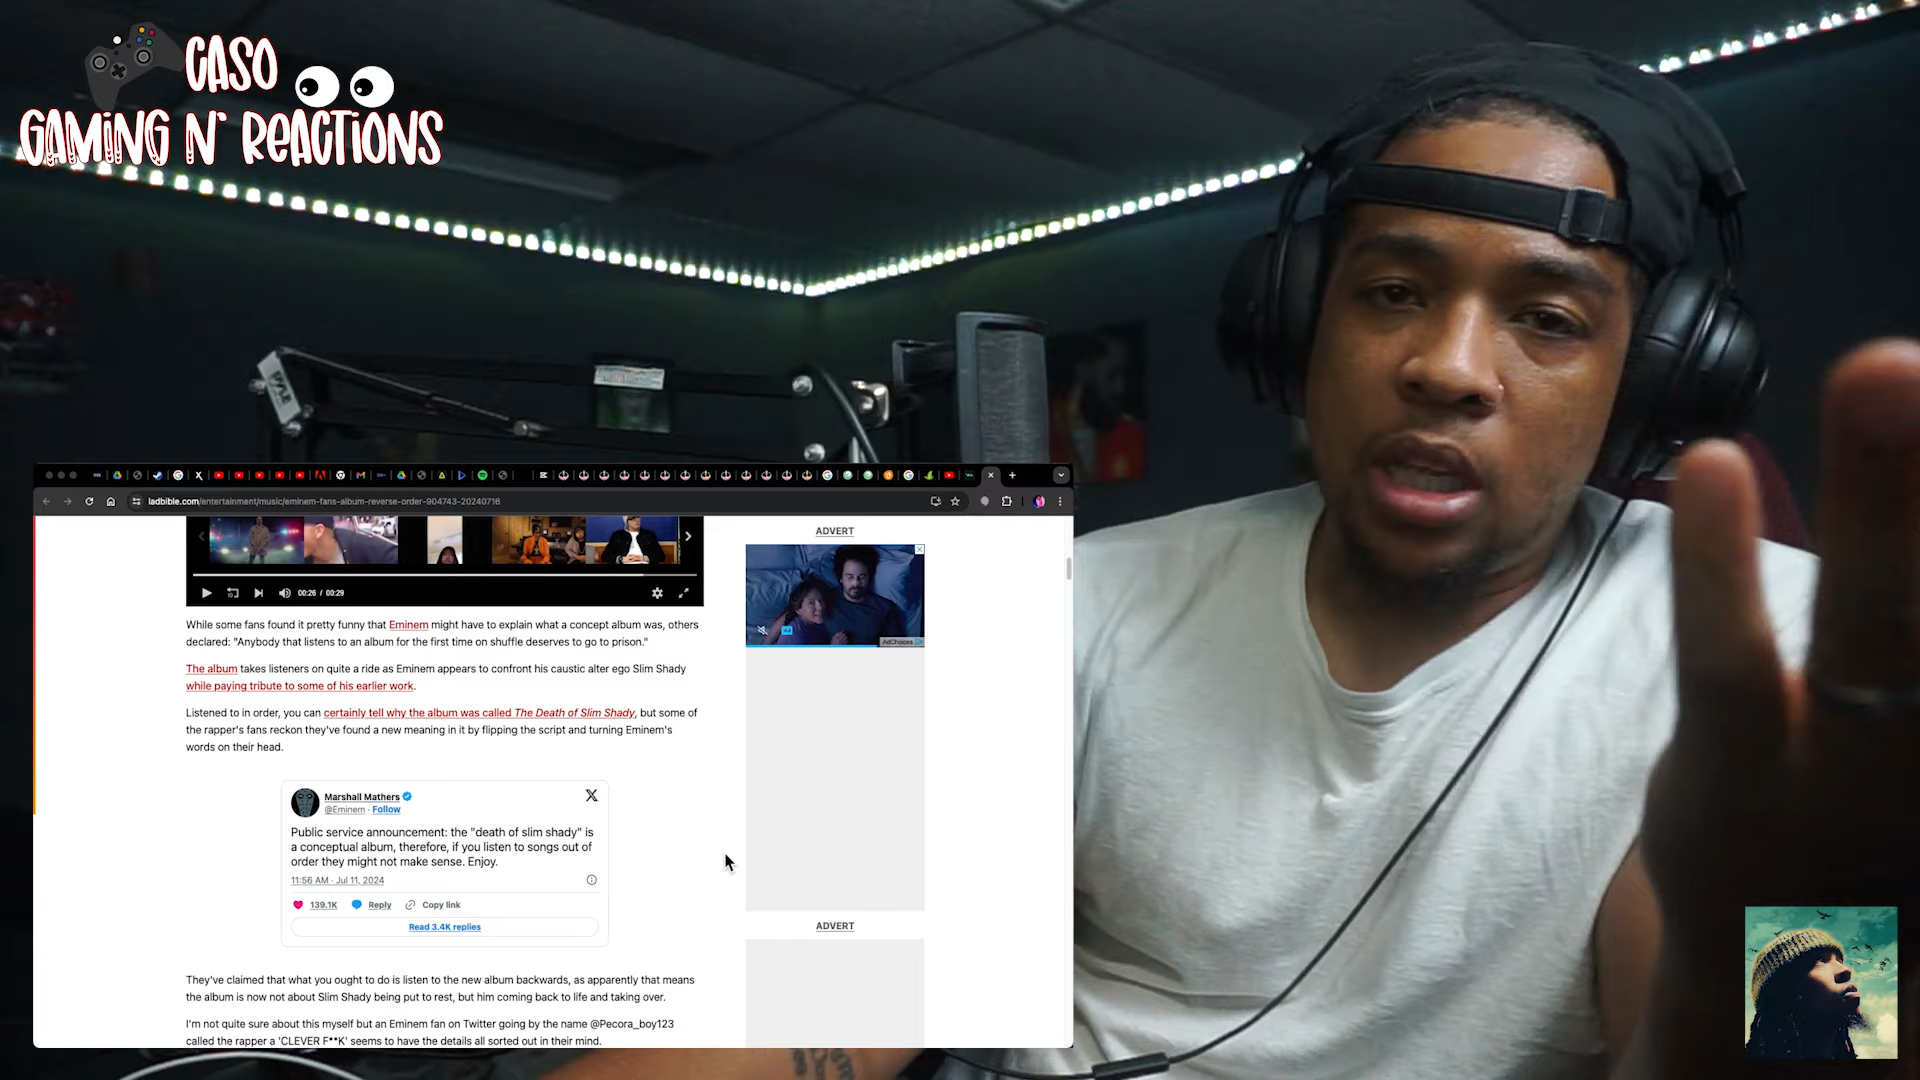 CASO
GAMING N' REACTIONS
PYLE
ladbible.com/entertainment/music/eminem-fans-album-reverse-order-904743-20240716
ADVERT
AdChoices
00:26 / 00:29
While some fans found it pretty funny that Eminem might have to explain what a concept album was, others
declared: "Anybody that listens to an album for the first time on shuffle deserves to go to prison."
The album takes listeners on quite a ride as Eminem appears to confront his caustic alter ego Slim Shady
while paying tribute to some of his earlier work.
Listened to in order, you can certainly tell why the album was called The Death of Slim Shady, but some of
the rapper's fans reckon they've found a new meaning in it by flipping the script and turning Eminem's
words on their head.
Marshall Mathers
@Eminem · Follow
Public service announcement: the "death of slim shady" is
a conceptual album, therefore, if you listen to songs out of
order they might not make sense. Enjoy.
11:56 AM · Jul 11, 2024
139.1K Reply Copy link
Read 3.4K replies
ADVERT
They've claimed that what you ought to do is listen to the new album backwards, as apparently that means
the album is now not about Slim Shady being put to rest, but him coming back to life and taking over.
I'm not quite sure about this myself but an Eminem fan on Twitter going by the name @Pecora_boy123
called the rapper a 'CLEVER F**K' seems to have the details all sorted out in their mind.